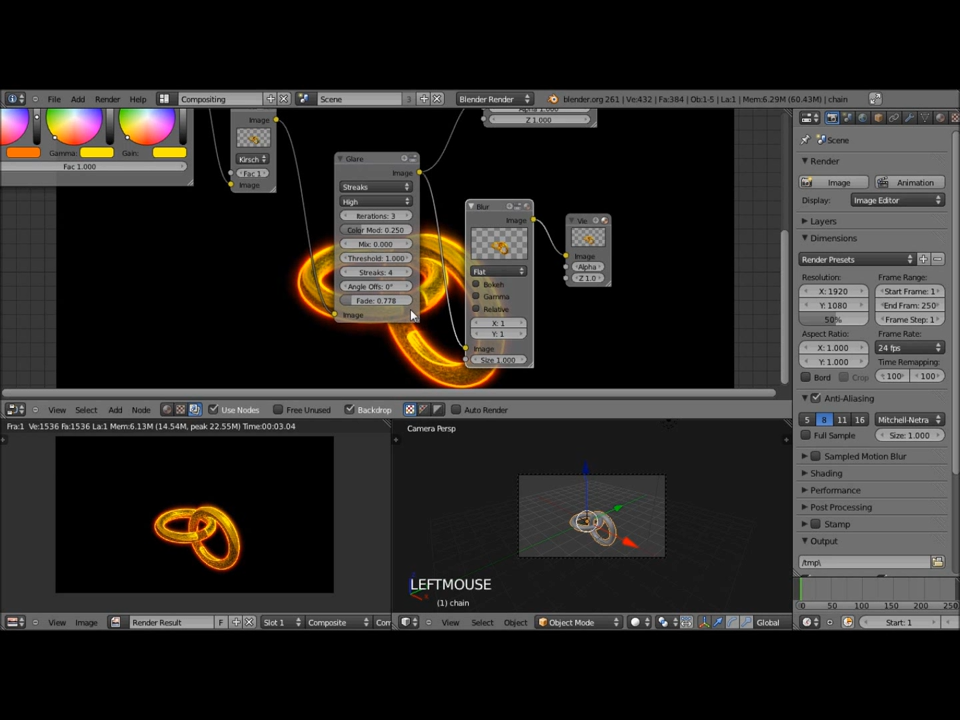 File Add Render Help Compositing Scene 3 Blender Render blender.org 261 | Ve:432 | Fa:384 | Ob:1-5 | La:1 | Mem:6.29M (60.43M) | chain
Gamma: Gain:
Fac 1.000
Image
Kirsch
Fac 1
Image
Glare
Image
Streaks
High
Iterations: 3
Color Mod: 0.250
Mix: 0.000
Threshold: 1.000
Streaks: 4
Angle Offs: 0°
Fade: 0.778
Image
Z 1.000
Blur
Image
Flat
Bokeh
Gamma
Relative
X: 1
Y: 1
Image
Size 1.000
Vie
Image
Alpha
Z 1.0
View Select Add Node Use Nodes Free Unused Backdrop Auto Render
Fra:1 Ve:1536 Fa:1536 La:1 Mem:6.13M (14.54M, peak 22.55M) Time:00:03.04
View Image Render Result F Slot 1 Composite
Camera Persp
LEFTMOUSE
(1) chain
View Select Object Object Mode Global
Scene
Render
Image Animation
Display: Image Editor
Layers
Dimensions
Render Presets
Resolution: Frame Range:
X: 1920 Start Frame: 1
Y: 1080 End Fram: 250
50% Frame Step: 1
Aspect Ratio: Frame Rate:
X: 1.000 24 fps
Y: 1.000 Time Remapping:
Bord Crop 100 100
Anti-Aliasing
5 8 11 16 Mitchell-Netra
Full Sample Size: 1.000
Sampled Motion Blur
Shading
Performance
Post Processing
Stamp
Output
/tmp\
0 50 100 150 200 250
Start: 1